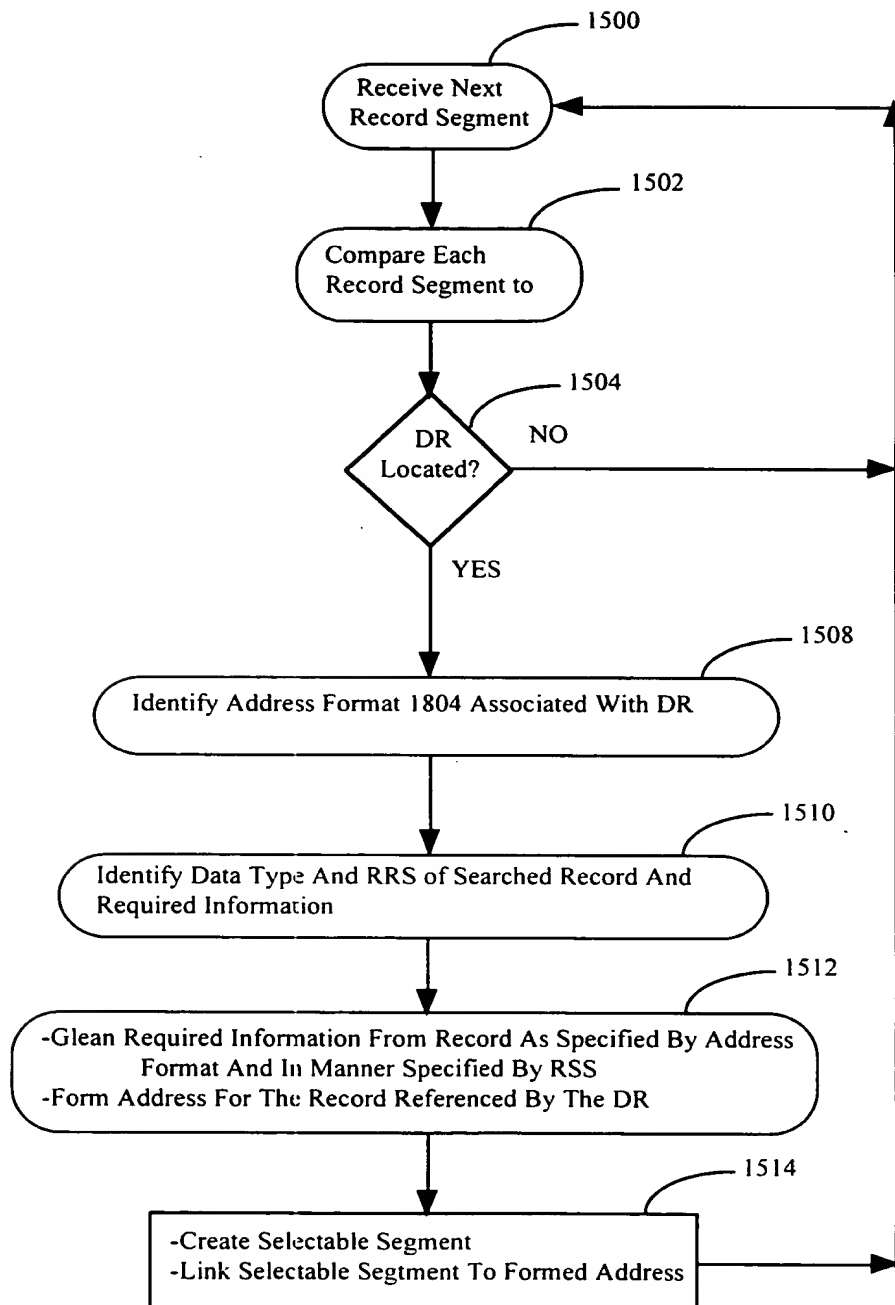 1500
Receive Next
Record Segment
1502
Compare Each
Record Segment to
1504
DR
Located?
NO
YES
1508
Identify Address Format 1804 Associated With DR
1510
Identify Data Type And RRS of Searched Record And
Required Information
1512
-Glean Required Information From Record As Specified By Address
Format And In Manner Specified By RSS
-Form Address For The Record Referenced By The DR
1514
-Create Selectable Segment
-Link Selectable Segtment To Formed Address